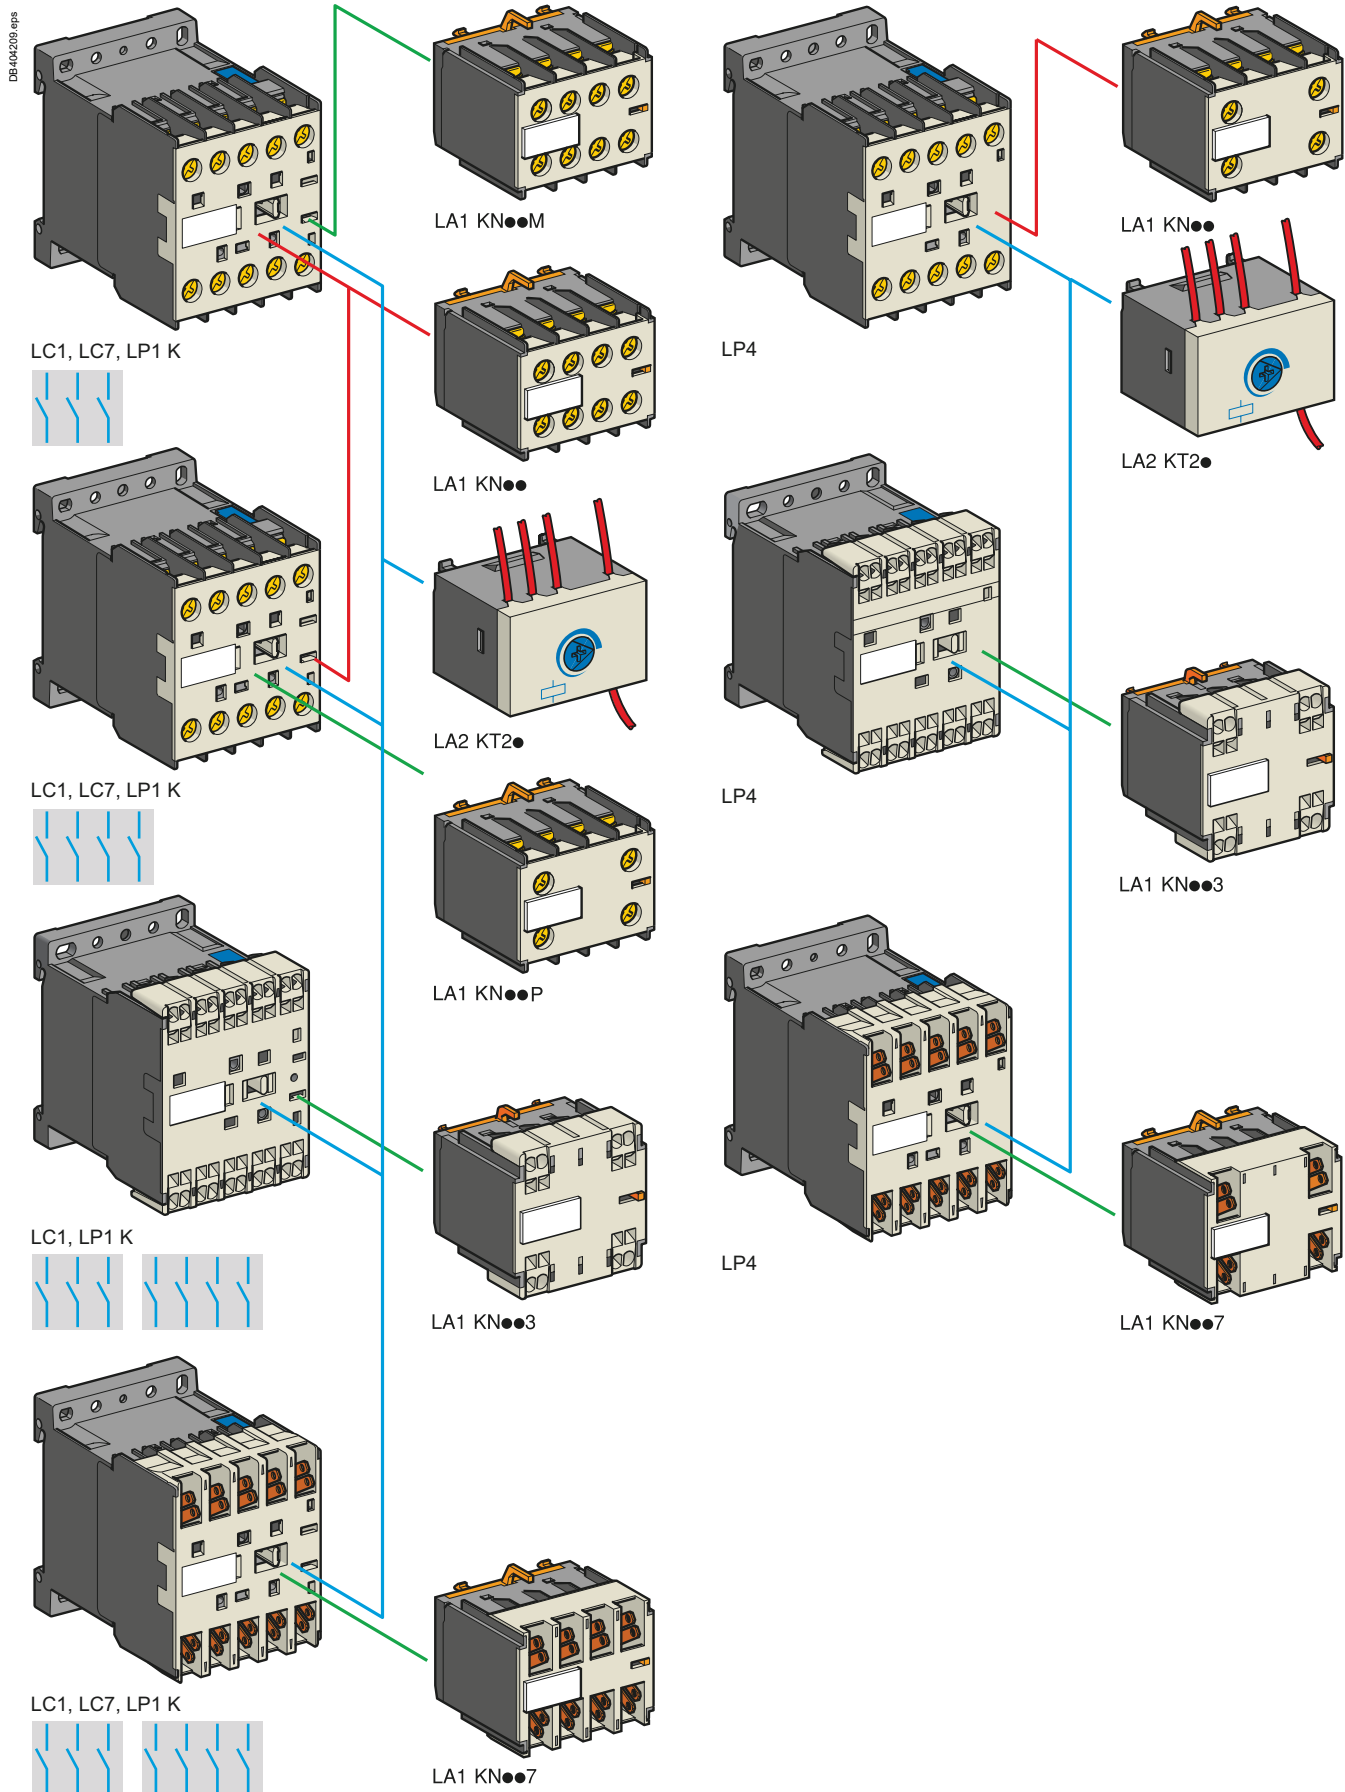 DB404209.eps
LA1 KN●●M
LC1, LC7, LP1 K
LA1 KN●●
LC1, LC7, LP1 K
LA2 KT2●
LA1 KN●●P
LC1, LP1 K
LA1 KN●●3
LC1, LC7, LP1 K
LA1 KN●●7
LA1 KN●●
LP4
LA2 KT2●
LP4
LA1 KN●●3
LP4
LA1 KN●●7